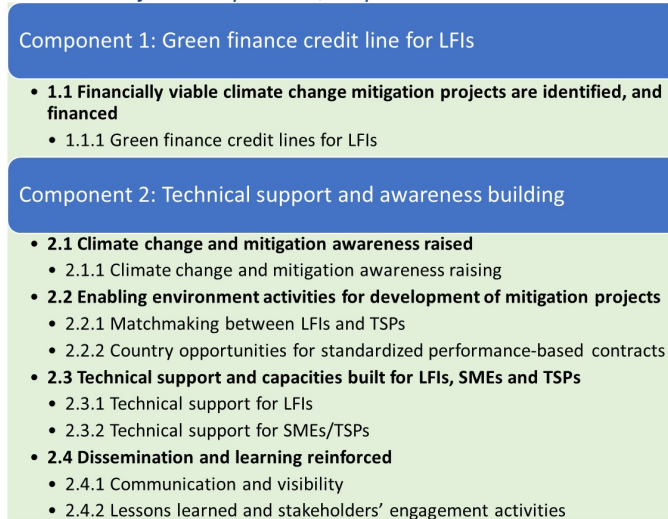 Component 1: Green finance credit line for LFIs
• 1.1 Financially viable climate change mitigation projects are identified, and
financed
• 1.1.1 Green finance credit lines for LFIs
Component 2: Technical support and awareness building
• 2.1 Climate change and mitigation awareness raised
• 2.1.1 Climate change and mitigation awareness raising
• 2.2 Enabling environment activities for development of mitigation projects
• 2.2.1 Matchmaking between LFIs and TSPs
• 2.2.2 Country opportunities for standardized performance-based contracts
• 2.3 Technical support and capacities built for LFIs, SMEs and TSPs
• 2.3.1 Technical support for LFIs
• 2.3.2 Technical support for SMEs/TSPs
• 2.4 Dissemination and learning reinforced
• 2.4.1 Communication and visibility
• 2.4.2 Lessons learned and stakeholders’ engagement activities